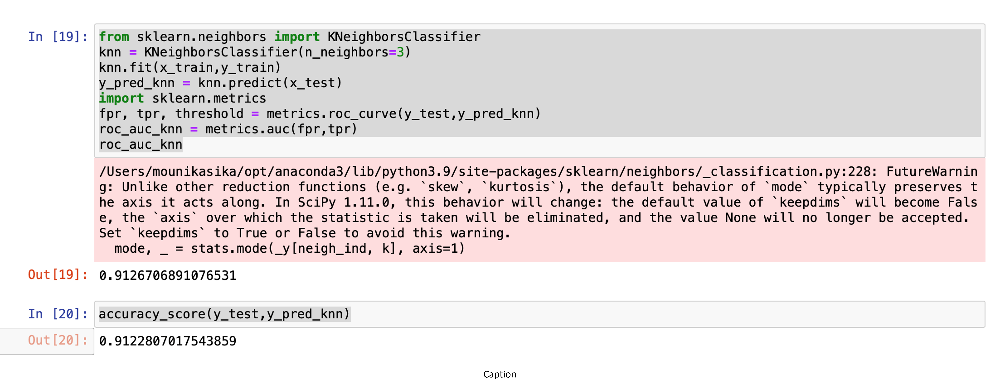 In [19]:
from sklearn.neighbors import KNeighborsClassifier
knn = KNeighborsClassifier(n_neighbors=3)
knn.fit(x_train,y_train)
y_pred_knn = knn.predict(x_test)
import sklearn.metrics
fpr, tpr, threshold = metrics.roc_curve(y_test,y_pred_knn)
roc_auc_knn = metrics.auc(fpr,tpr)
roc_auc_knn
/Users/mounikasika/opt/anaconda3/lib/python3.9/site-packages/sklearn/neighbors/_classification.py:228: FutureWarnin
g: Unlike other reduction functions (e.g. `skew`, `kurtosis`), the default behavior of `mode` typically preserves t
he axis it acts along. In SciPy 1.11.0, this behavior will change: the default value of `keepdims` will become Fals
e, the `axis` over which the statistic is taken will be eliminated, and the value None will no longer be accepted.
Set `keepdims` to True or False to avoid this warning.
  mode, _ = stats.mode(_y[neigh_ind, k], axis=1)
Out[19]: 0.9126706891076531
In [20]: accuracy_score(y_test,y_pred_knn)
Out[20]: 0.9122807017543859
Caption